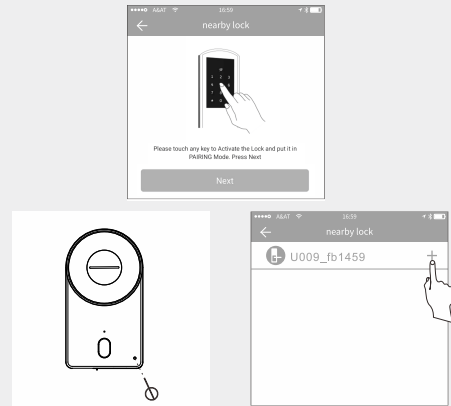 A&AT 16:59
nearby lock
Please touch any key to Activate the Lock and put it in
PAIRING Mode. Press Next
Next
A&AT 16:59
nearby lock
U009_fb1459